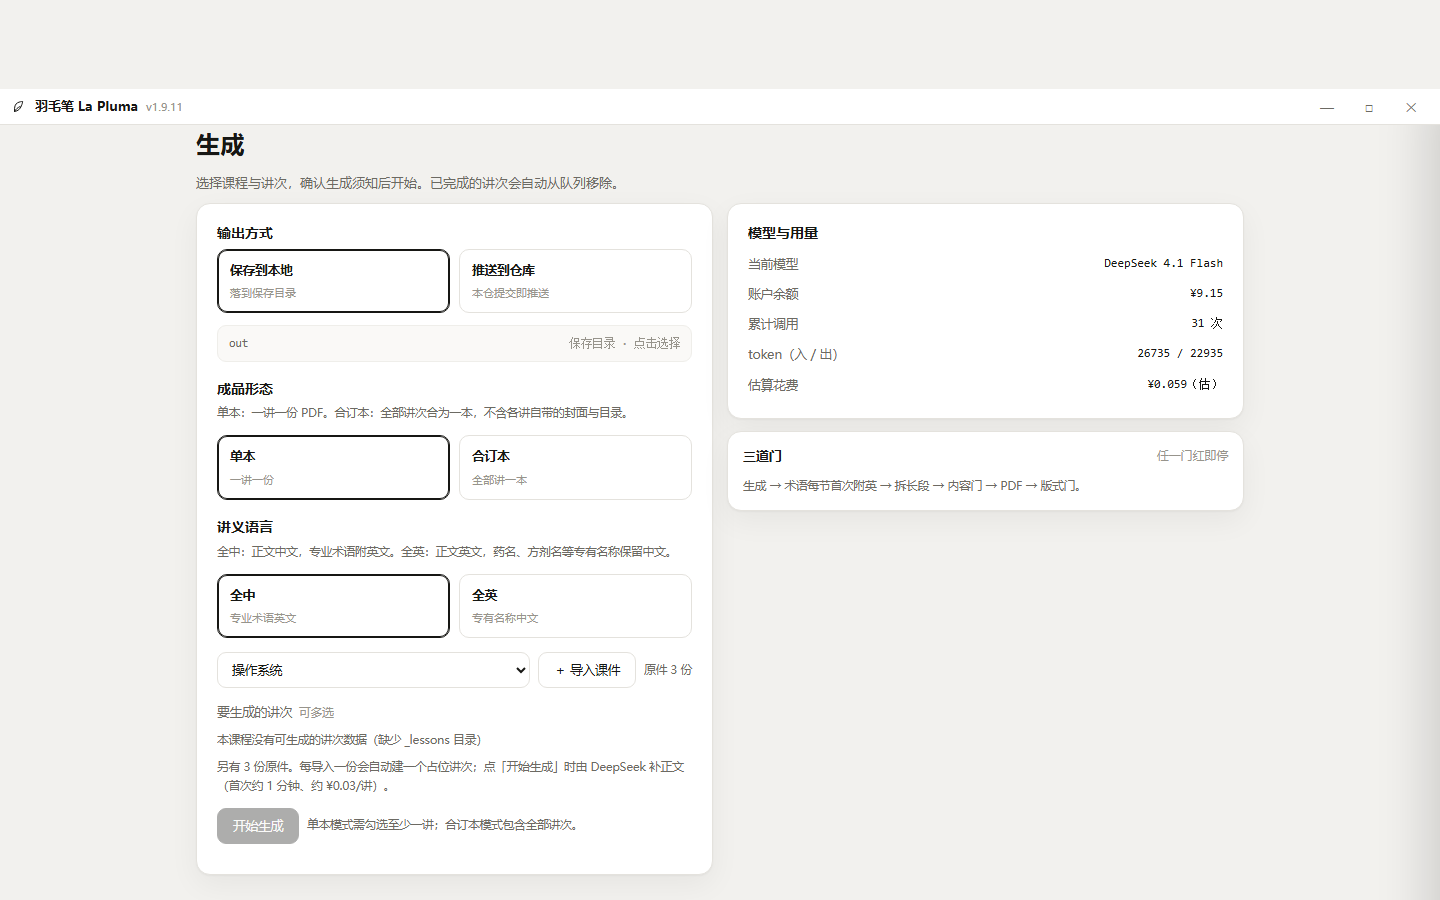 羽毛笔 La Pluma v1.9.11
生成
选择课程与讲次，确认生成须知后开始。已完成的讲次会自动从队列移除。
输出方式
保存到本地
落到保存目录
推送到仓库
本仓提交即推送
out 保存目录 · 点击选择
成品形态
单本：一讲一份 PDF。合订本：全部讲次合为一本，不含各讲自带的封面与目录。
单本
一讲一份
合订本
全部讲一本
讲义语言
全中：正文中文，专业术语附英文。全英：正文英文，药名、方剂名等专有名称保留中文。
全中
专业术语英文
全英
专有名称中文
操作系统
+ 导入课件
原件 3 份
要生成的讲次 可多选
本课程没有可生成的讲次数据（缺少 _lessons 目录）
另有 3 份原件。每导入一份会自动建一个占位讲次；点「开始生成」时由 DeepSeek 补正文
（首次约 1 分钟、约 ¥0.03/讲）。
开始生成
单本模式需勾选至少一讲；合订本模式包含全部讲次。
模型与用量
当前模型 DeepSeek 4.1 Flash
账户余额 ¥9.15
累计调用 31 次
token（入 / 出） 26735 / 22935
估算花费 ¥0.059（估）
三道门 任一门红即停
生成 → 术语每节首次附英 → 拆长段 → 内容门 → PDF → 版式门。